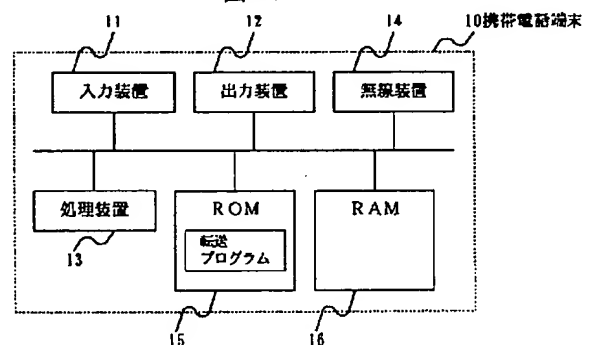 11
12
14
10携帯電話端末
入力装置
出力装置
無線装置
処理装置
ROM
RAM
転送
プログラム
13
15
16